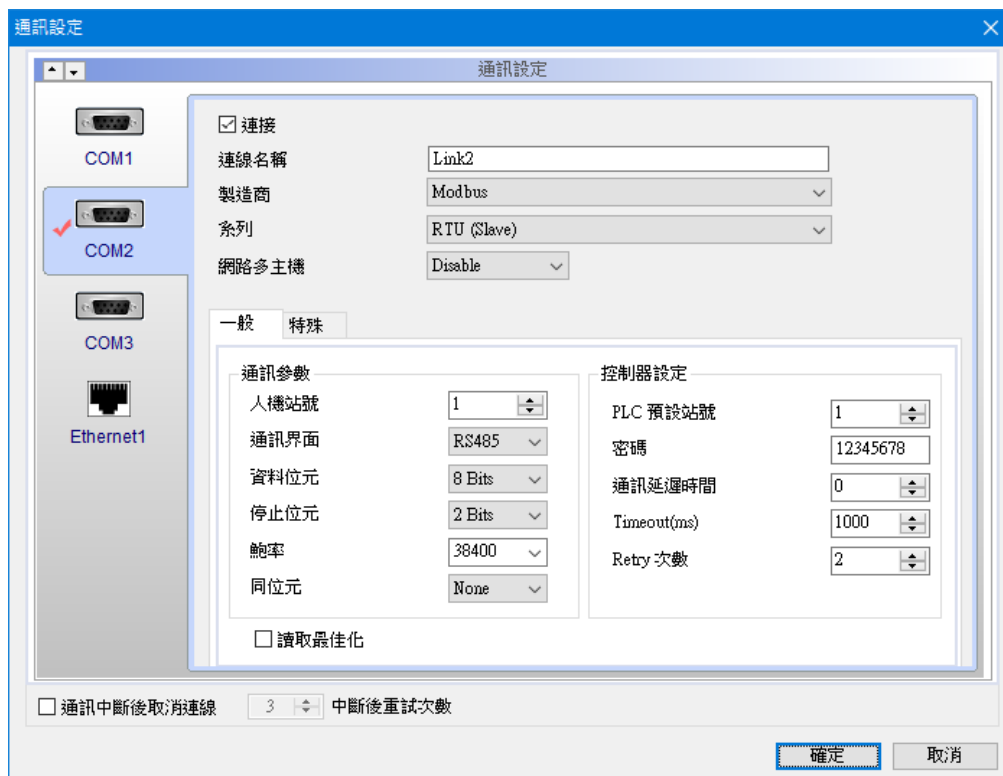 通訊設定
通訊設定
COM1
COM2
COM3
Ethernet1
連接
連線名稱 Link2
製造商 Modbus
系列 RTU (Slave)
網路多主機 Disable
一般 特殊
通訊參數
人機站號 1
通訊界面 RS485
資料位元 8 Bits
停止位元 2 Bits
鮑率 38400
同位元 None
控制器設定
PLC 預設站號 1
密碼 12345678
通訊延遲時間 0
Timeout(ms) 1000
Retry 次數 2
讀取最佳化
通訊中斷後取消連線 3 中斷後重試次數
確定 取消